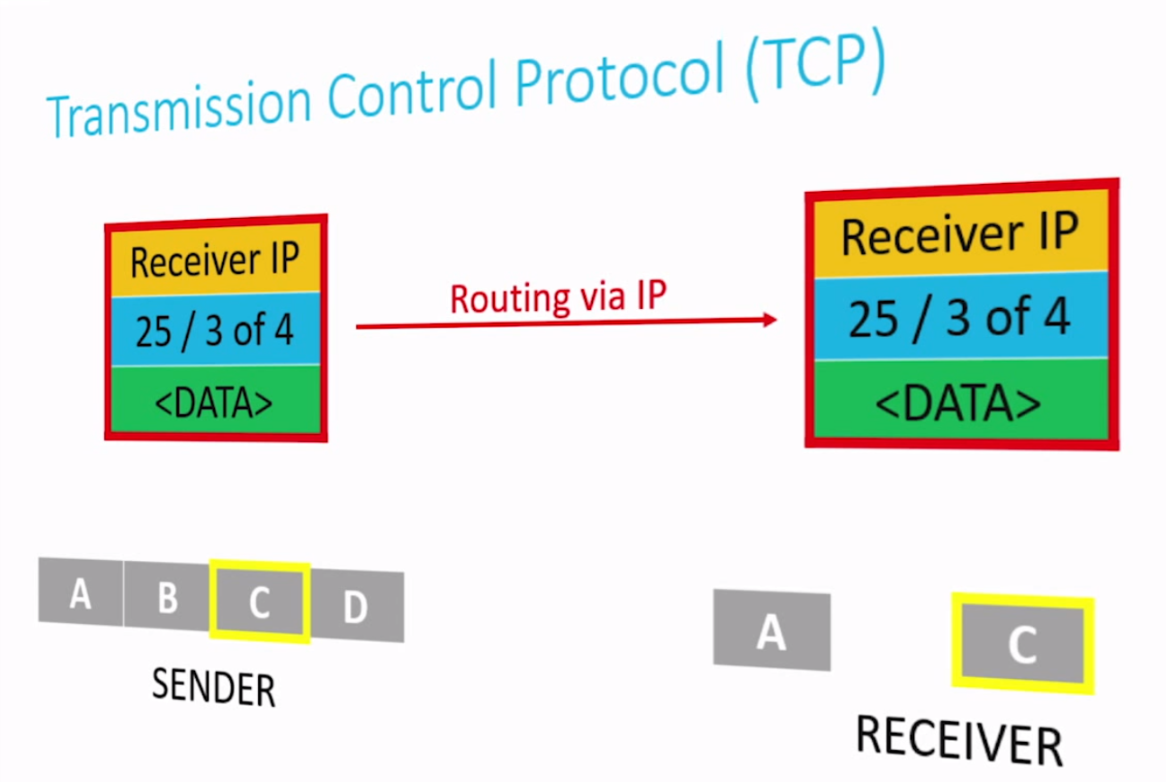 Transmission Control Protocol (TCP)
Receiver IP
25 / 3 of 4
<DATA>
Routing via IP
Receiver IP
25 / 3 of 4
<DATA>
A B C D
SENDER
A C
RECEIVER